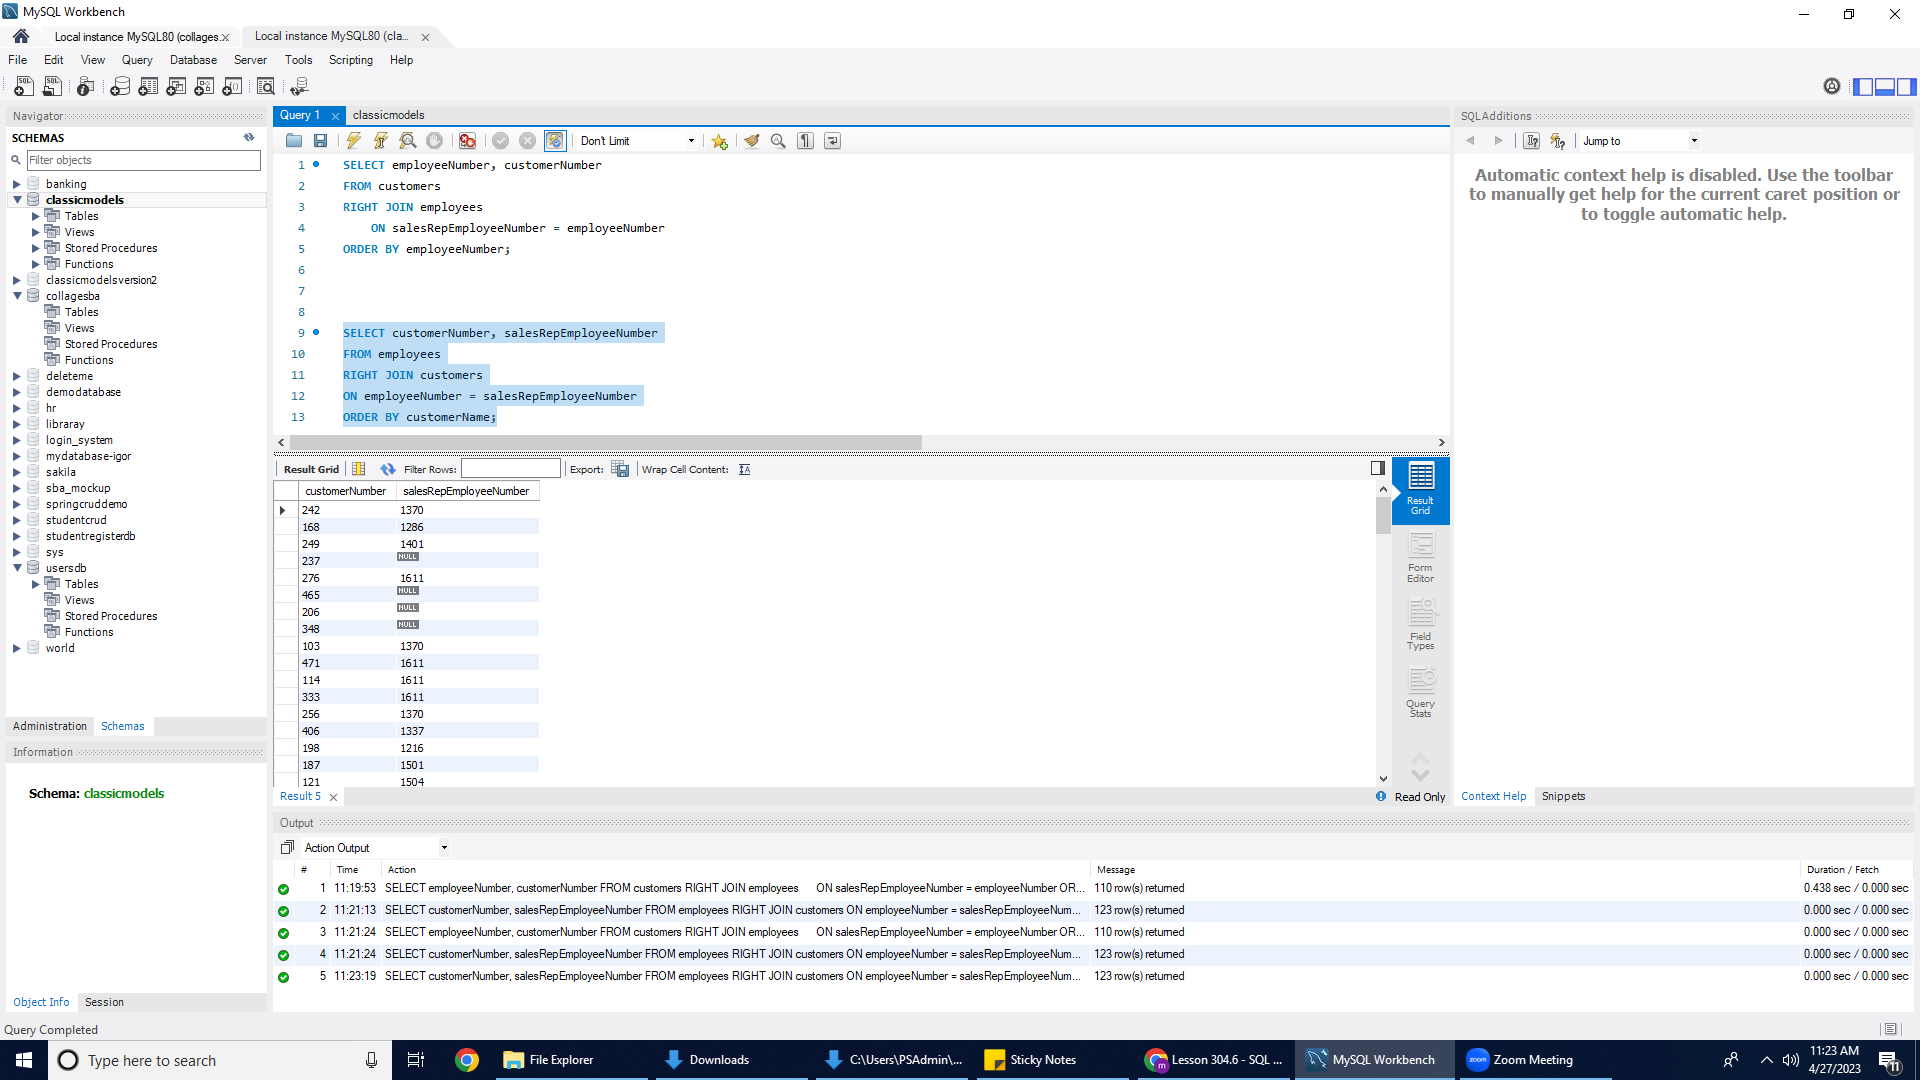 MySQL Workbench
Local instance MySQL80 (collages x
Local instance MySQL80 (cla... x
File Edit View Query Database Server Tools Scripting Help
Navigator
SCHEMAS
Filter objects
banking
classicmodels
Tables
Views
Stored Procedures
Functions
classicmodelsversion2
collagesba
Tables
Views
Stored Procedures
Functions
deleteme
demodatabase
hr
libraray
login_system
mydatabase-igor
sakila
sba_mockup
springcruddemo
studentcrud
studentregisterdb
sys
usersdb
Tables
Views
Stored Procedures
Functions
world
Administration Schemas
Information
Schema: classicmodels
Object Info Session
Query Completed
Query 1 classicmodels
Don't Limit
1 SELECT employeeNumber, customerNumber
2 FROM customers
3 RIGHT JOIN employees
4 ON salesRepEmployeeNumber = employeeNumber
5 ORDER BY employeeNumber;
6
7
8
9 SELECT customerNumber, salesRepEmployeeNumber
10 FROM employees
11 RIGHT JOIN customers
12 ON employeeNumber = salesRepEmployeeNumber
13 ORDER BY customerName;
Result Grid Filter Rows: Export: Wrap Cell Content:
customerNumber salesRepEmployeeNumber
242 1370
168 1286
249 1401
237 NULL
276 1611
465 NULL
206 NULL
348 NULL
103 1370
471 1611
114 1611
333 1611
256 1370
406 1337
198 1216
187 1501
121 1504
Result Grid
Form Editor
Field Types
Query Stats
Result 5
Read Only
SQLAdditions
Jump to
Automatic context help is disabled. Use the toolbar
to manually get help for the current caret position or
to toggle automatic help.
Context Help Snippets
Output
Action Output
# Time Action Message Duration / Fetch
1 11:19:53 SELECT employeeNumber, customerNumber FROM customers RIGHT JOIN employees ON salesRepEmployeeNumber = employeeNumber OR... 110 row(s) returned 0.438 sec / 0.000 sec
2 11:21:13 SELECT customerNumber, salesRepEmployeeNumber FROM employees RIGHT JOIN customers ON employeeNumber = salesRepEmployeeNum... 123 row(s) returned 0.000 sec / 0.000 sec
3 11:21:24 SELECT employeeNumber, customerNumber FROM customers RIGHT JOIN employees ON salesRepEmployeeNumber = employeeNumber OR... 110 row(s) returned 0.000 sec / 0.000 sec
4 11:21:24 SELECT customerNumber, salesRepEmployeeNumber FROM employees RIGHT JOIN customers ON employeeNumber = salesRepEmployeeNum... 123 row(s) returned 0.000 sec / 0.000 sec
5 11:23:19 SELECT customerNumber, salesRepEmployeeNumber FROM employees RIGHT JOIN customers ON employeeNumber = salesRepEmployeeNum... 123 row(s) returned 0.000 sec / 0.000 sec
Type here to search
File Explorer
Downloads
C:\Users\PSAdmin\...
Sticky Notes
Lesson 304.6 - SQL ...
MySQL Workbench
zoom
Zoom Meeting
11:23 AM
4/27/2023
11